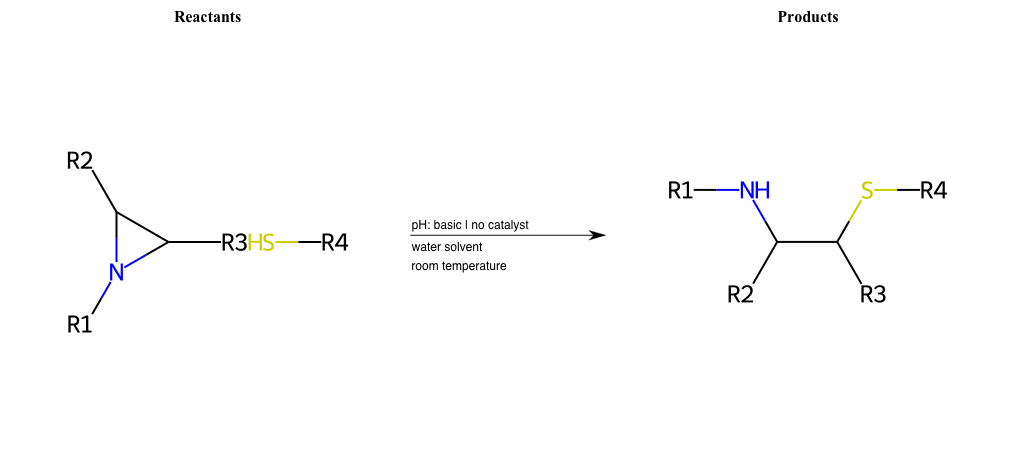 Reactants
Products
R2
R3HS
R4
N
R1
pH: basic | no catalyst
water solvent
room temperature
R1
NH
S
R4
R2
R3